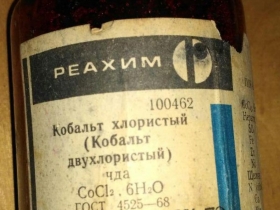 РЕАХИМ
100462
Кобальт хлористый
(Кобальт
двухлористый)
чда
CoCl₂ . 6H₂O
ГОСТ 4525—68